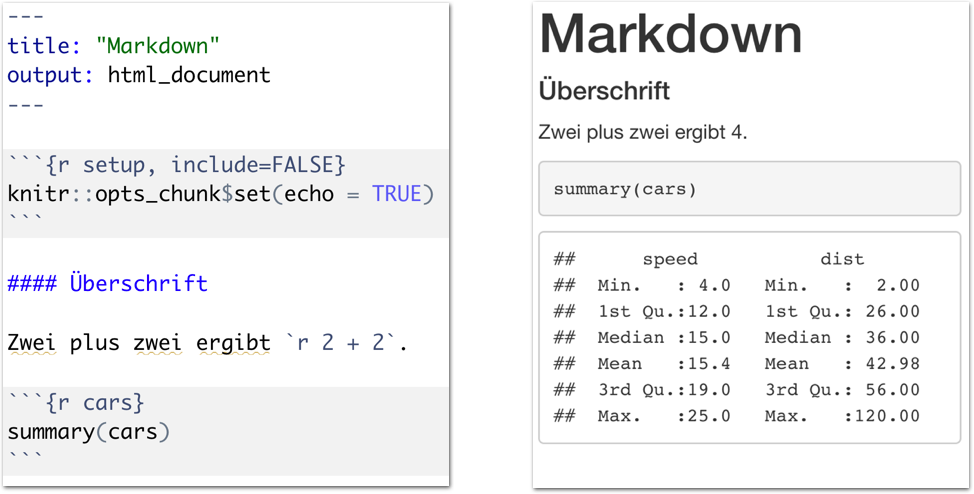 ---
title: "Markdown"
output: html_document
---
```{r setup, include=FALSE}
knitr::opts_chunk$set(echo = TRUE)
```
#### Überschrift
Zwei plus zwei ergibt `r 2 + 2`.
```{r cars}
summary(cars)
```
Markdown
Überschrift
Zwei plus zwei ergibt 4.
summary(cars)
##      speed           dist
##  Min.   : 4.0   Min.   :  2.00
##  1st Qu.:12.0   1st Qu.: 26.00
##  Median :15.0   Median : 36.00
##  Mean   :15.4   Mean   : 42.98
##  3rd Qu.:19.0   3rd Qu.: 56.00
##  Max.   :25.0   Max.   :120.00